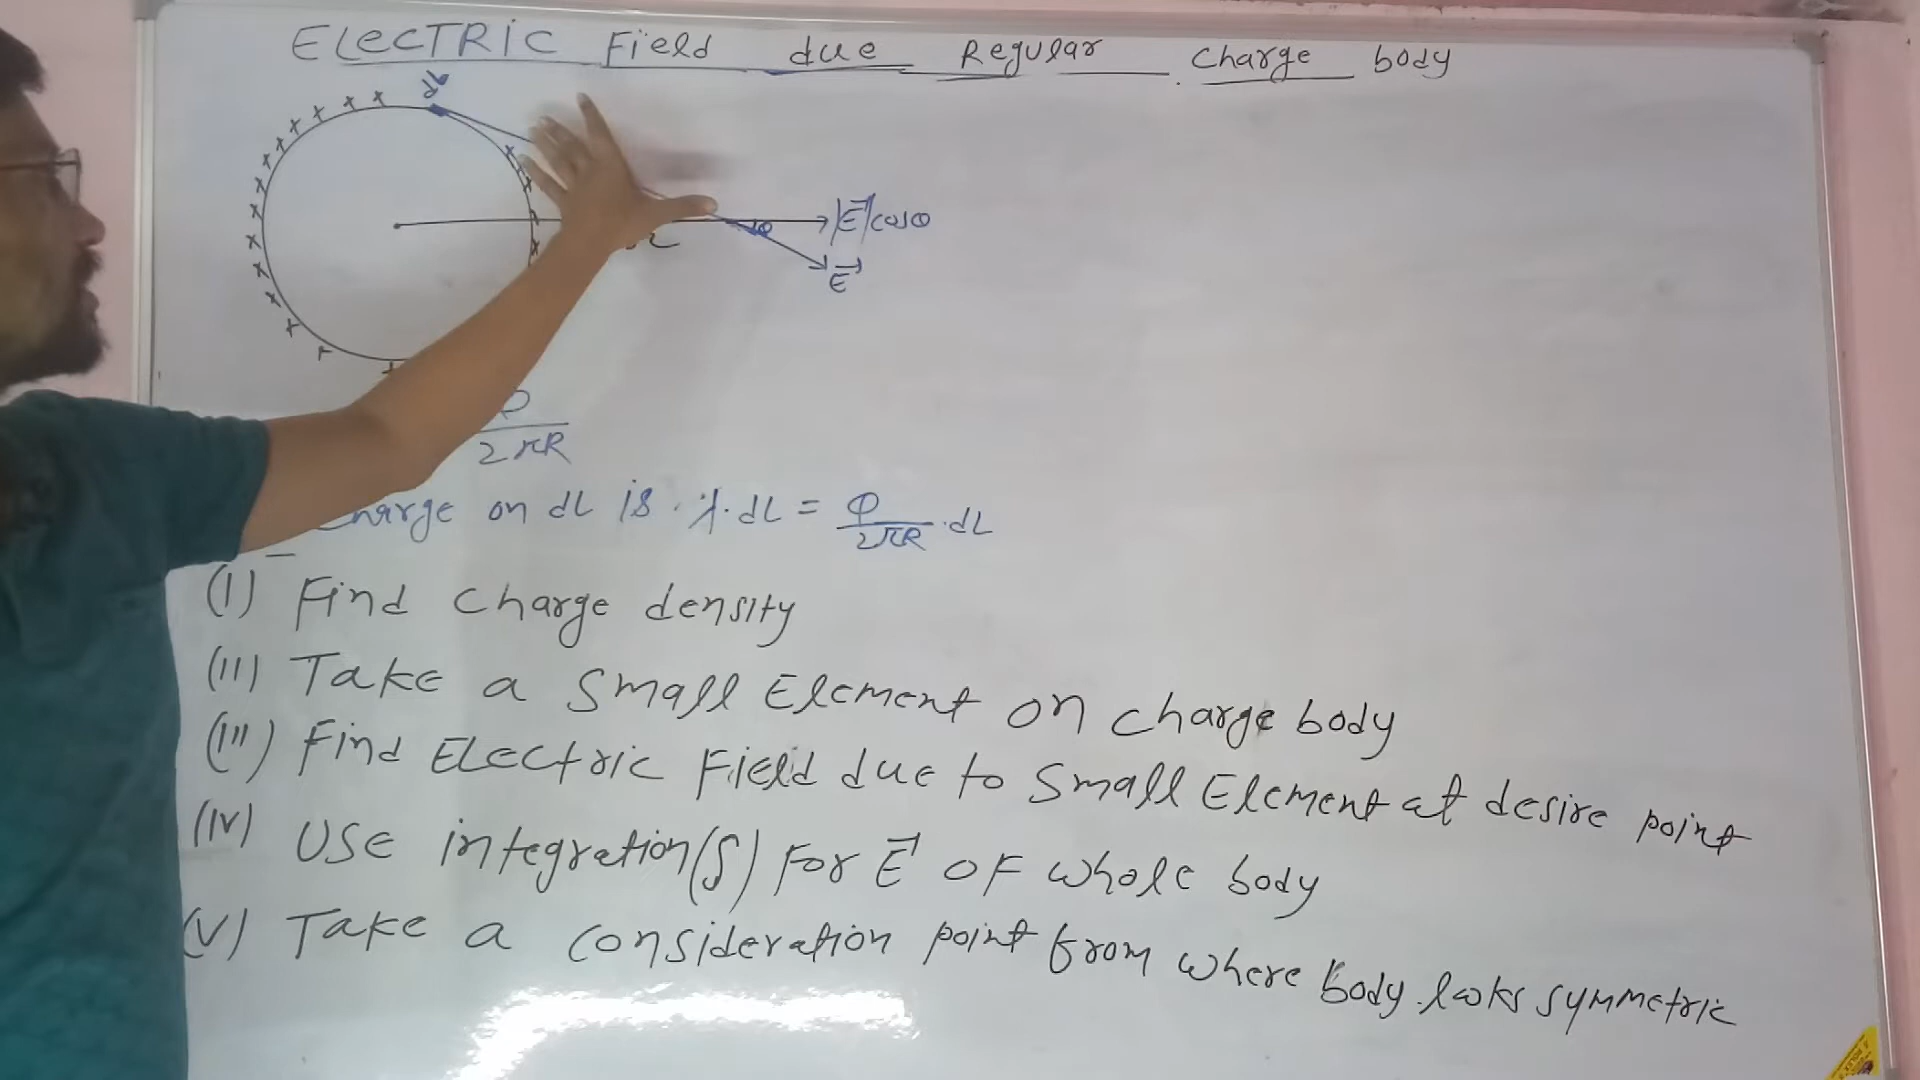 ELECTRIC Field due Regular Charge body
dL
|E⃗|cosθ
θ
E⃗
2πR
Charge on dL is λ.dL = Q/2πR .dL
(I) Find Charge density
(II) Take a Small Element on charge body
(III) Find Electric Field due to Small Element at desire point
(IV) USE integration(∫) For E⃗ OF Whole body
(V) Take a Consideration point from where body looks symmetric